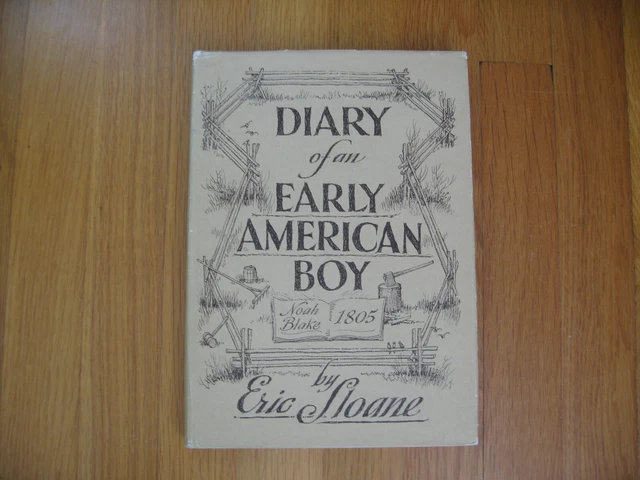 DIARY
of an
EARLY
AMERICAN
BOY
Noah Blake 1805
by
Eric Sloane